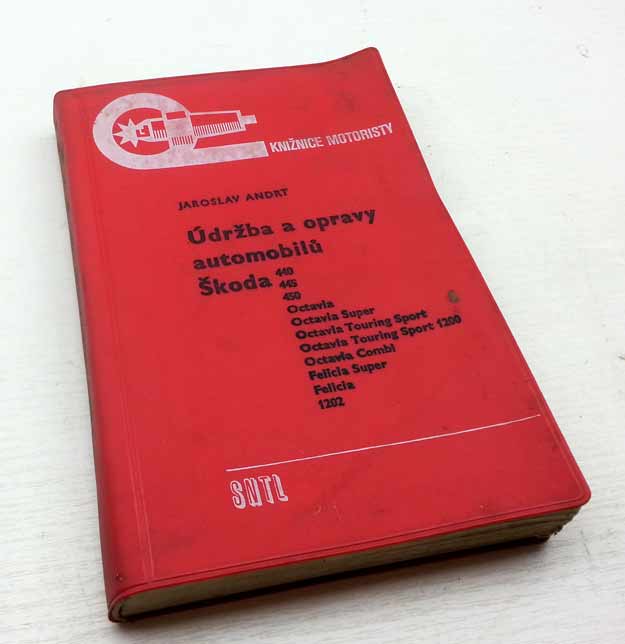 KNIŽNICE MOTORISTY
JAROSLAV ANDRT
Údržba a opravy
automobilů
Škoda 440
445
450
Octavia
Octavia Super
Octavia Touring Sport
Octavia Touring Sport 1200
Octavia Combi
Felicia Super
Felicia
1202
SNTL